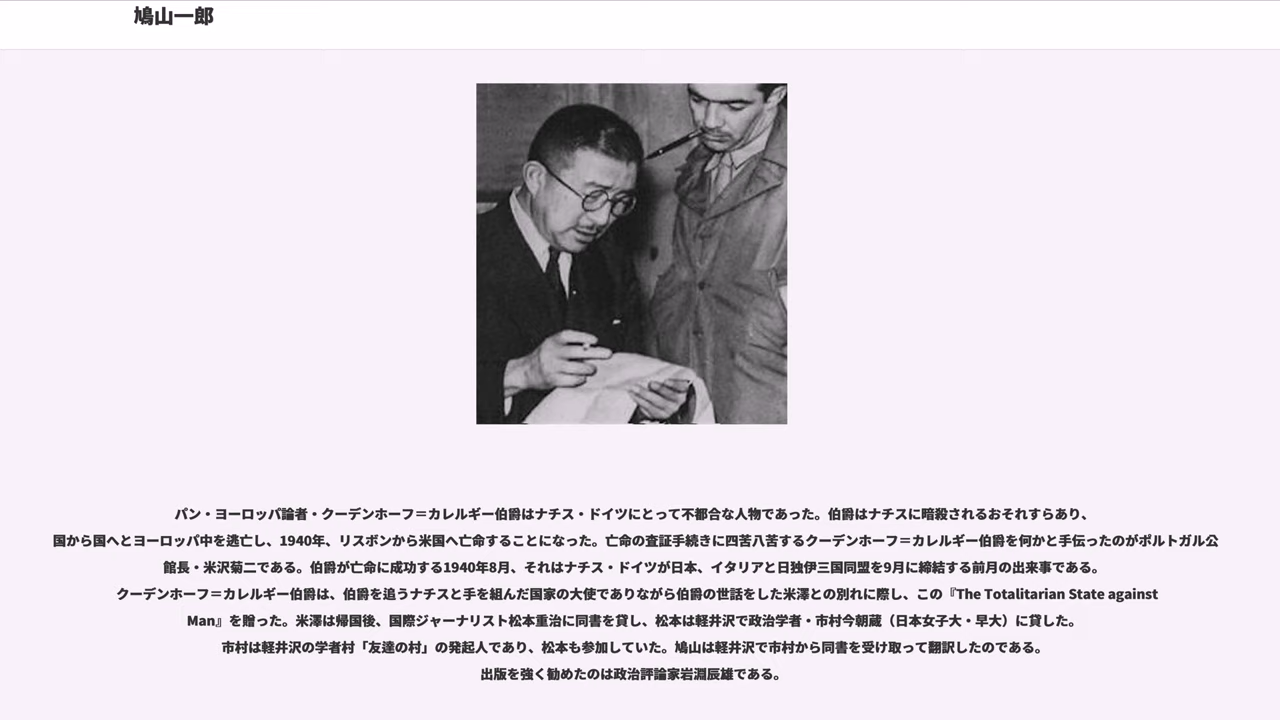 鳩山一郎
パン・ヨーロッパ論者・クーデンホーフ＝カレルギー伯爵はナチス・ドイツにとって不都合な人物であった。伯爵はナチスに暗殺されるおそれすらあり、
国から国へとヨーロッパ中を逃亡し、1940年、リスボンから米国へ亡命することになった。亡命の査証手続きに四苦八苦するクーデンホーフ＝カレルギー伯爵を何かと手伝ったのがポルトガル公
館長・米沢菊二である。伯爵が亡命に成功する1940年8月、それはナチス・ドイツが日本、イタリアと日独伊三国同盟を9月に締結する前月の出来事である。
クーデンホーフ＝カレルギー伯爵は、伯爵を追うナチスと手を組んだ国家の大使でありながら伯爵の世話をした米澤との別れに際し、この『The Totalitarian State against
Man』を贈った。米澤は帰国後、国際ジャーナリスト松本重治に同書を貸し、松本は軽井沢で政治学者・市村今朝蔵（日本女子大・早大）に貸した。
市村は軽井沢の学者村「友達の村」の発起人であり、松本も参加していた。鳩山は軽井沢で市村から同書を受け取って翻訳したのである。
出版を強く勧めたのは政治評論家岩淵辰雄である。